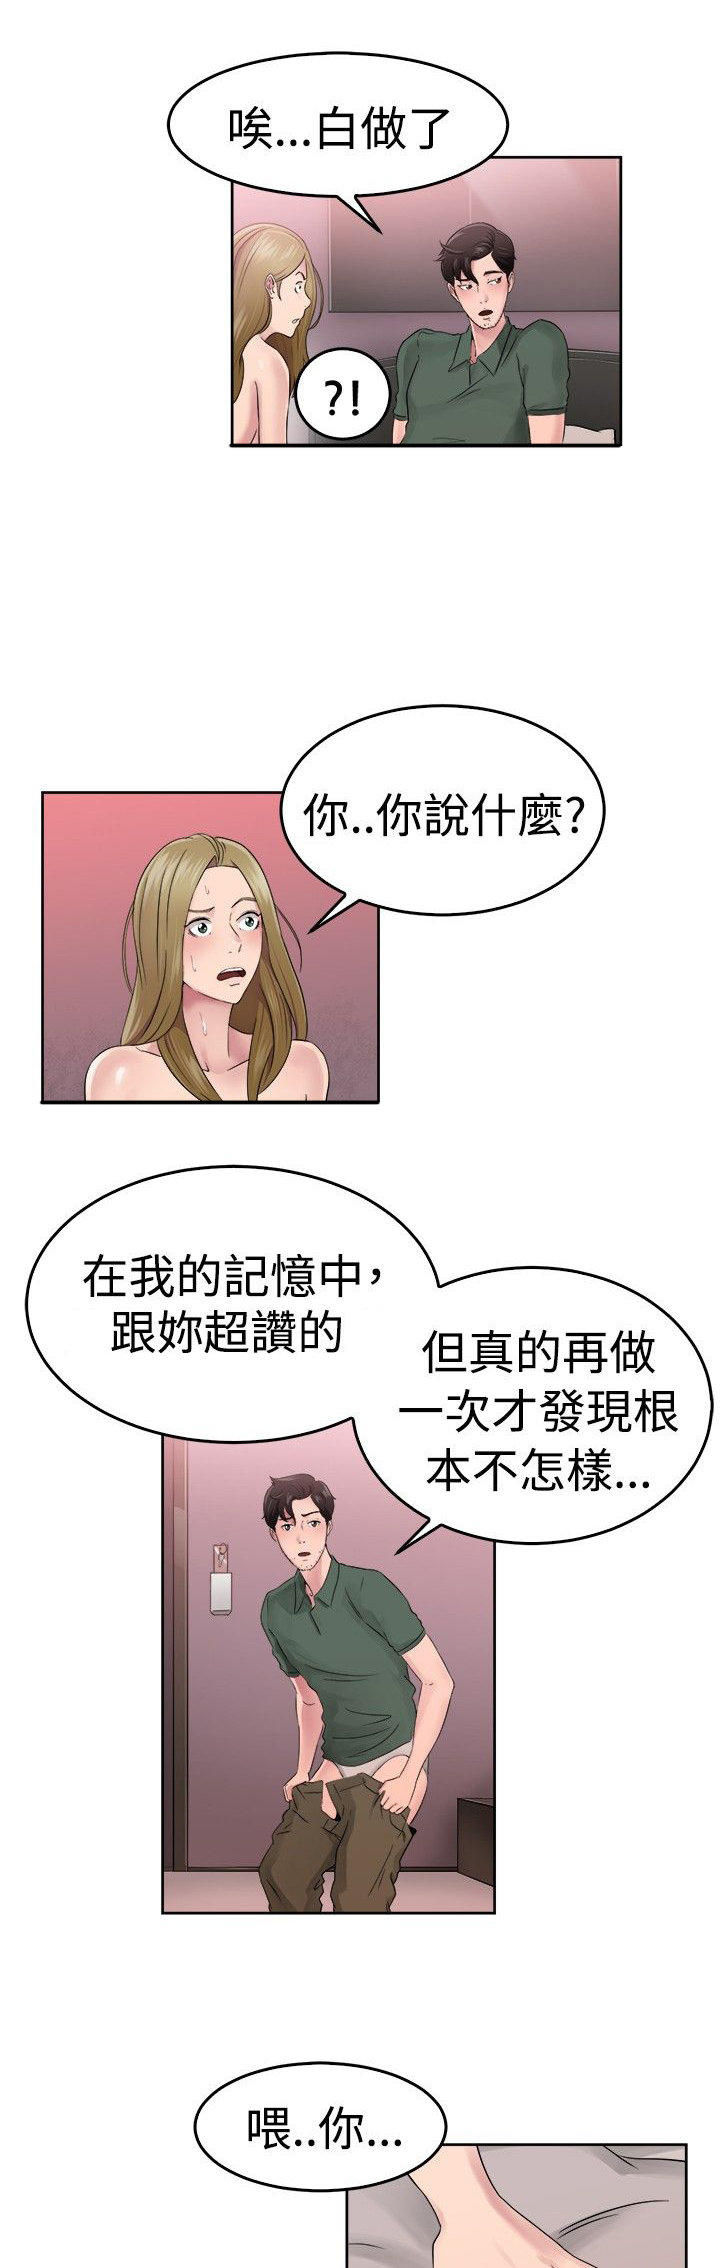 唉...白做了
?!
你..你說什麼?
在我的記憶中，
跟妳超讚的
但真的再做
一次才發現根
本不怎樣...
喂..你...